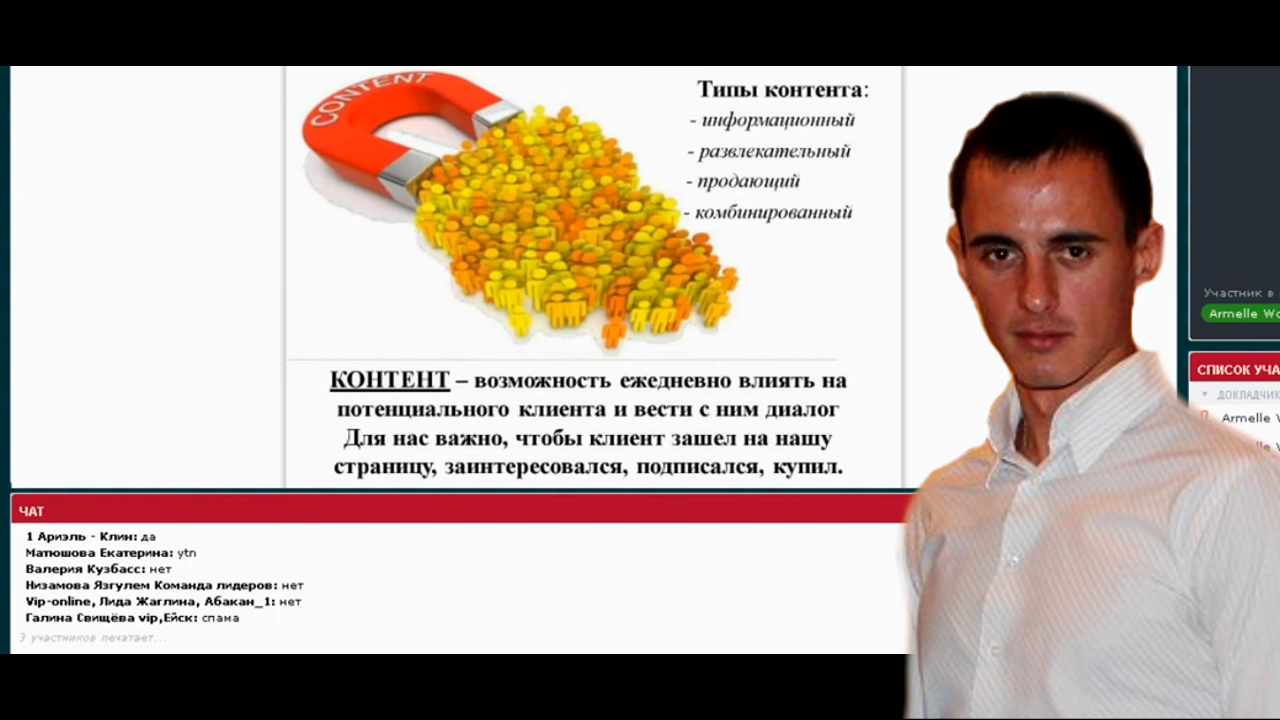 CONTENT
Типы контента:
- информационный
- развлекательный
- продающий
- комбинированный
КОНТЕНТ – возможность ежедневно влиять на
потенциального клиента и вести с ним диалог
Для нас важно, чтобы клиент зашел на нашу
страницу, заинтересовался, подписался, купил.
ЧАТ
1 Ариэль - Клин: да
Матюшова Екатерина: ytn
Валерия Кузбасс: нет
Низамова Язгулем Команда лидеров: нет
Vip-online, Лида Жаглина, Абакан_1: нет
Галина Свищёва vip,Ейск: спама
3 участников печатает...
Участник в
Armelle Wo
СПИСОК УЧА
ДОКЛАДЧИК
Armelle